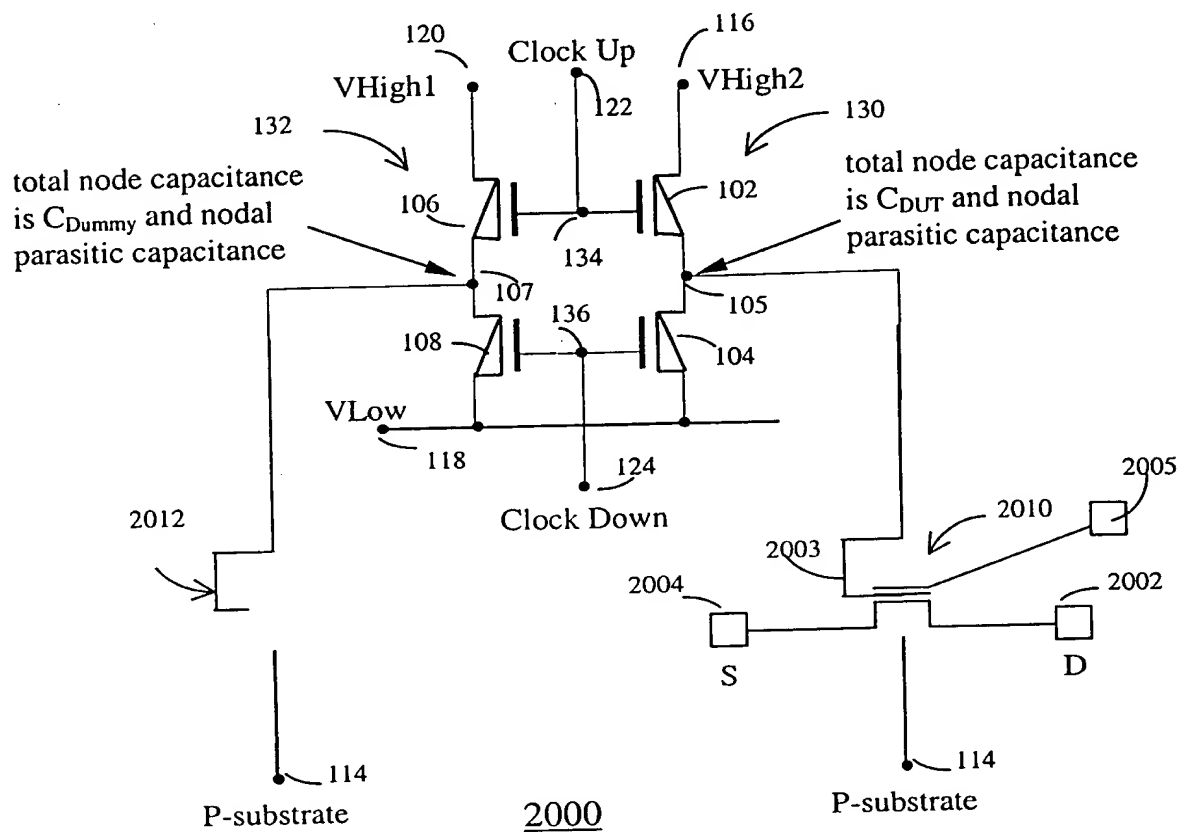 120
116
Clock Up
VHigh1
VHigh2
122
132
130
total node capacitance
is C_Dummy and nodal
parasitic capacitance
total node capacitance
is C_DUT and nodal
parasitic capacitance
106
102
134
107
105
136
108
104
VLow
118
124
Clock Down
2005
2012
2010
2003
2004
2002
S
D
114
114
P-substrate
P-substrate
2000